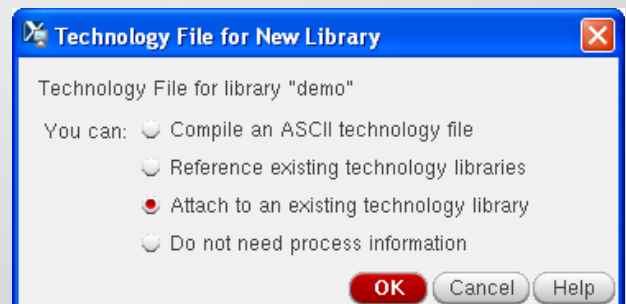 Technology File for New Library
Technology File for library "demo"
You can: Compile an ASCII technology file
Reference existing technology libraries
Attach to an existing technology library
Do not need process information
OK Cancel Help